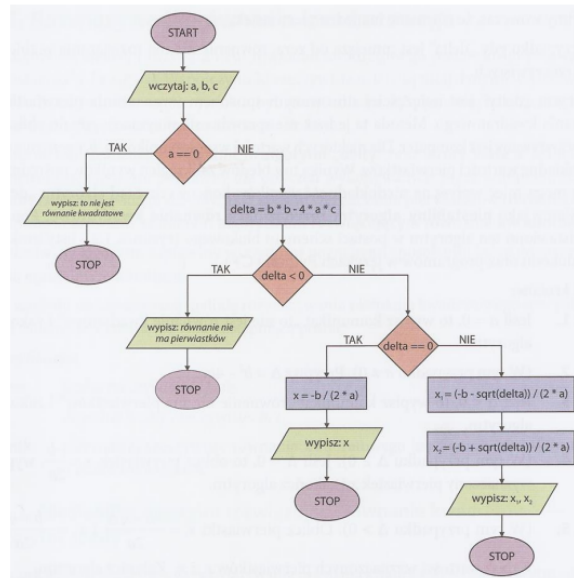 START
wczytaj: a, b, c
TAK
a == 0
NIE
wypisz: to nie jest
równanie kwadratowe
delta = b * b - 4 * a * c
STOP
TAK
delta < 0
NIE
wypisz: równanie nie
ma pierwiastków
STOP
TAK
delta == 0
NIE
x = -b / (2 * a)
x₁ = (-b - sqrt(delta)) / (2 * a)
wypisz: x
x₂ = (-b + sqrt(delta)) / (2 * a)
STOP
wypisz: x₁, x₂
STOP